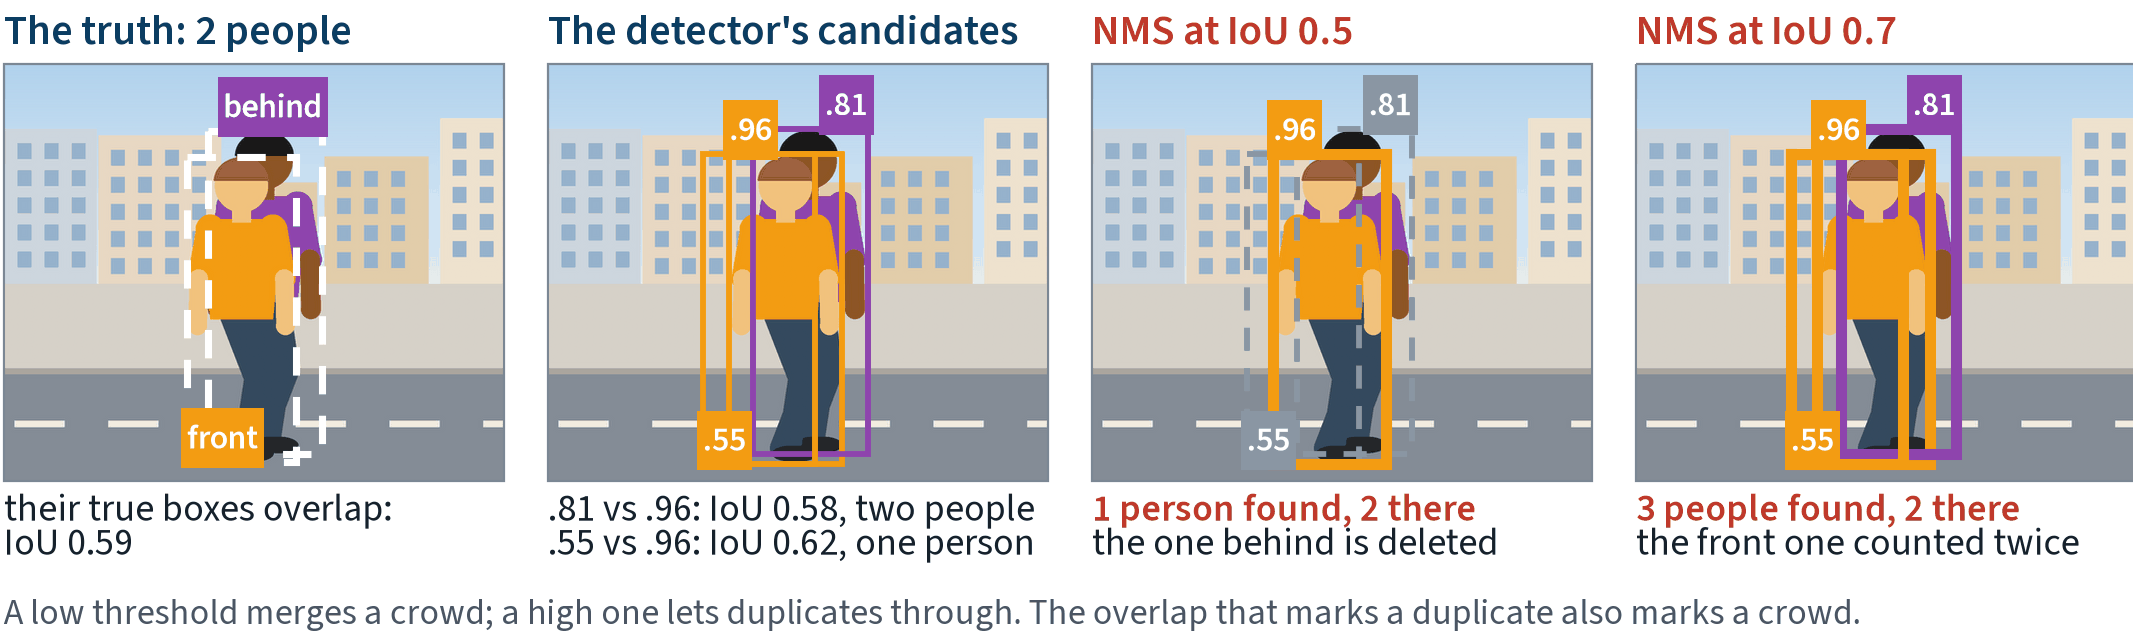 The truth: 2 people
behind
front
their true boxes overlap:
IoU 0.59
The detector's candidates
.96
.81
.55
.81 vs .96: IoU 0.58, two people
.55 vs .96: IoU 0.62, one person
NMS at IoU 0.5
.96
.81
.55
1 person found, 2 there
the one behind is deleted
NMS at IoU 0.7
.96
.81
.55
3 people found, 2 there
the front one counted twice
A low threshold merges a crowd; a high one lets duplicates through. The overlap that marks a duplicate also marks a crowd.